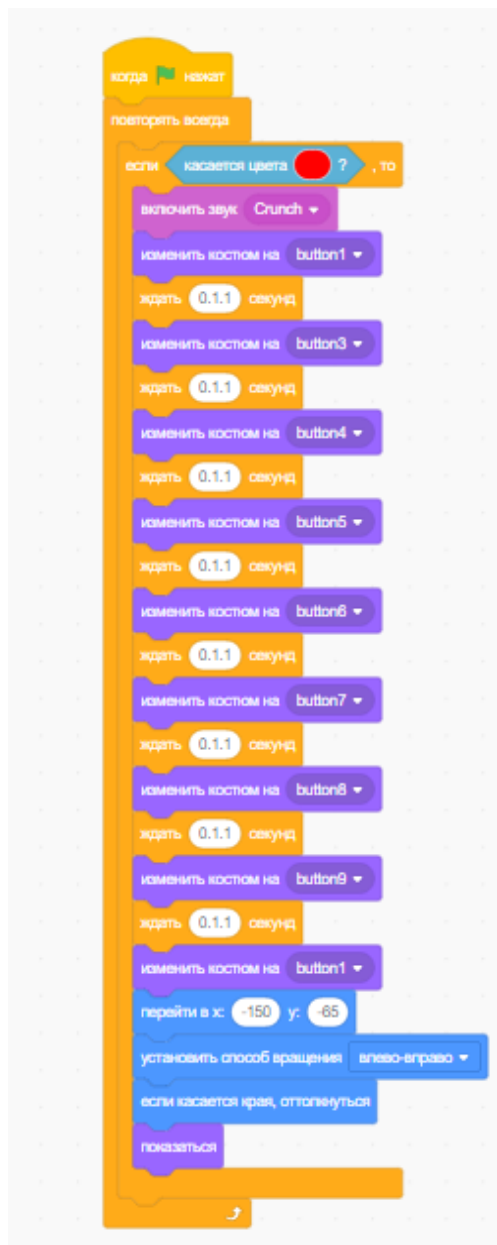 когда нажат
повторять всегда
если касается цвета ? , то
включить звук Crunch
изменить костюм на button1
ждать 0.1.1 секунд
изменить костюм на button3
ждать 0.1.1 секунд
изменить костюм на button4
ждать 0.1.1 секунд
изменить костюм на button5
ждать 0.1.1 секунд
изменить костюм на button6
ждать 0.1.1 секунд
изменить костюм на button7
ждать 0.1.1 секунд
изменить костюм на button8
ждать 0.1.1 секунд
изменить костюм на button9
ждать 0.1.1 секунд
изменить костюм на button1
перейти в x: -150 y: -65
установить способ вращения влево-вправо
если касается края, оттолкнуться
показаться